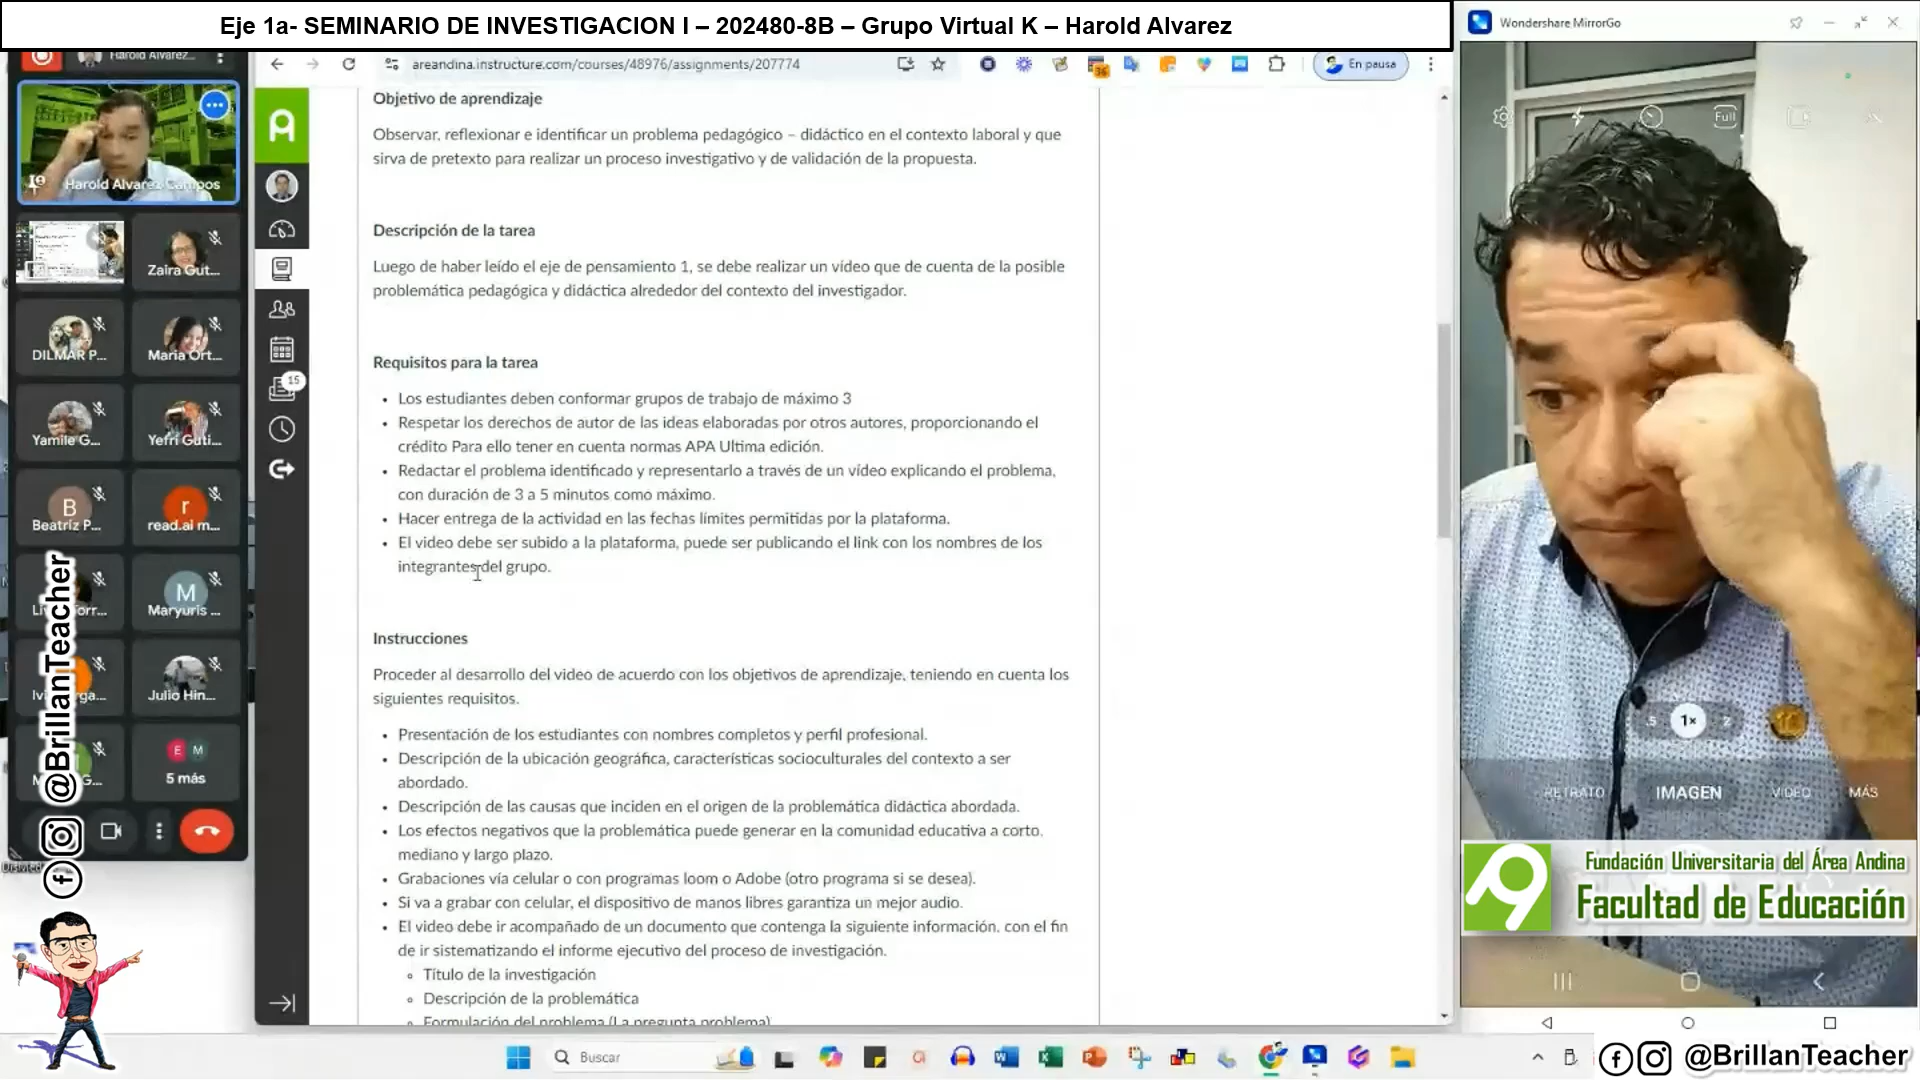 Eje 1a- SEMINARIO DE INVESTIGACION I – 202480-8B – Grupo Virtual K – Harold Alvarez
Wondershare MirrorGo
Harold Alvarez...
areandina.instructure.com/courses/48976/assignments/207774
36
En pausa
Harold Alvarez Campos
Zaira Gut...
DILMAR P...
Maria Ort...
Yamile G...
Yefri Guti...
B
Beatriz P...
r
read.ai m...
M
Maryuris ...
Julio Hin...
E M
5 más
15
@BrillanTeacher
Objetivo de aprendizaje
Observar, reflexionar e identificar un problema pedagógico – didáctico en el contexto laboral y que
sirva de pretexto para realizar un proceso investigativo y de validación de la propuesta.
Descripción de la tarea
Luego de haber leído el eje de pensamiento 1, se debe realizar un vídeo que de cuenta de la posible
problemática pedagógica y didáctica alrededor del contexto del investigador.
Requisitos para la tarea
• Los estudiantes deben conformar grupos de trabajo de máximo 3
• Respetar los derechos de autor de las ideas elaboradas por otros autores, proporcionando el
crédito Para ello tener en cuenta normas APA Ultima edición.
• Redactar el problema identificado y representarlo a través de un vídeo explicando el problema,
con duración de 3 a 5 minutos como máximo.
• Hacer entrega de la actividad en las fechas límites permitidas por la plataforma.
• El video debe ser subido a la plataforma, puede ser publicando el link con los nombres de los
integrantes del grupo.
Instrucciones
Proceder al desarrollo del video de acuerdo con los objetivos de aprendizaje, teniendo en cuenta los
siguientes requisitos.
• Presentación de los estudiantes con nombres completos y perfil profesional.
• Descripción de la ubicación geográfica, características socioculturales del contexto a ser
abordado.
• Descripción de las causas que inciden en el origen de la problemática didáctica abordada.
• Los efectos negativos que la problemática puede generar en la comunidad educativa a corto,
mediano y largo plazo.
• Grabaciones vía celular o con programas loom o Adobe (otro programa si se desea).
• Si va a grabar con celular, el dispositivo de manos libres garantiza un mejor audio.
• El video debe ir acompañado de un documento que contenga la siguiente información, con el fin
de ir sistematizando el informe ejecutivo del proceso de investigación.
◦ Título de la investigación
◦ Descripción de la problemática
◦ Formulación del problema (La pregunta problema)
Full
.5 1× 2
RETRATO IMAGEN VIDEO MÁS
Fundación Universitaria del Área Andina
Facultad de Educación
Buscar
@BrillanTeacher